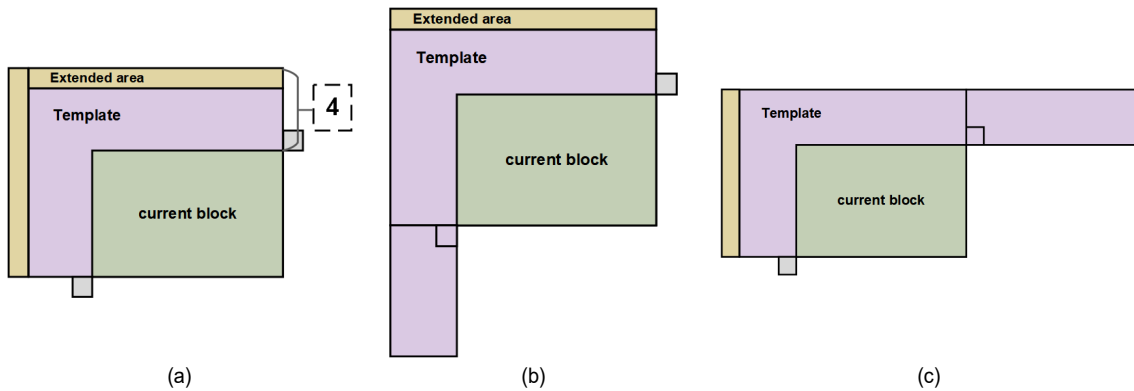 Extended area
Template
4
current block
(a)
Extended area
Template
current block
(b)
Template
current block
(c)